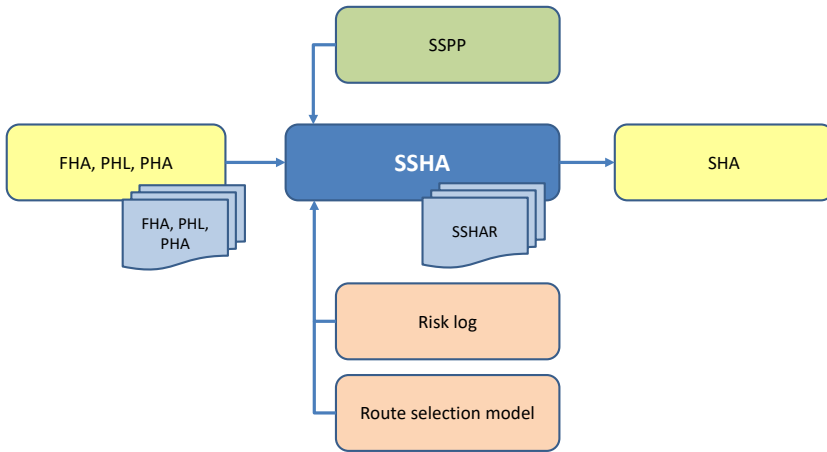 SSPP
FHA, PHL, PHA
SSHA
SHA
FHA, PHL,
PHA
SSHAR
Risk log
Route selection model